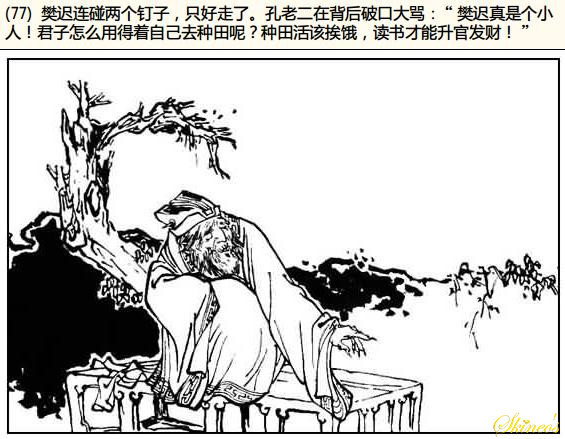 (77) 樊迟连碰两个钉子，只好走了。孔老二在背后破口大骂：“ 樊迟真是个小
人！君子怎么用得着自己去种田呢？种田活该挨饿，读书才能升官发财！ ”
Skineo's